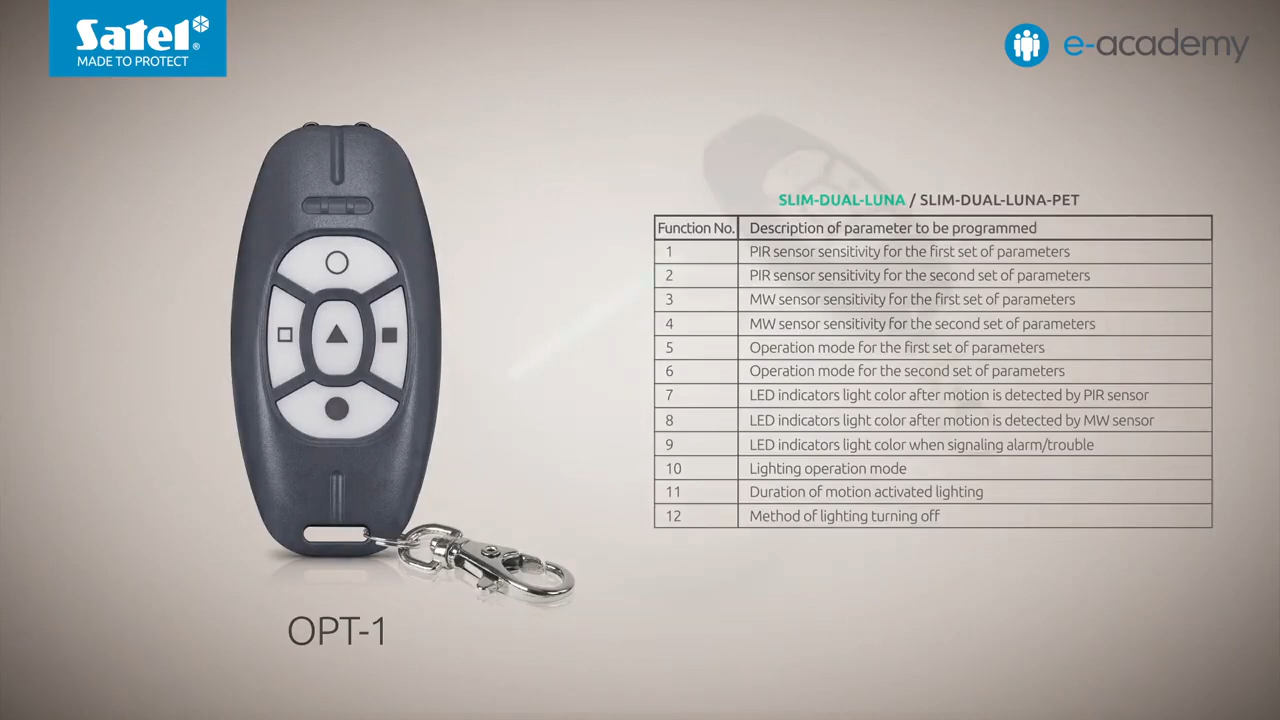 Satel®
MADE TO PROTECT
e-academy
SLIM-DUAL-LUNA / SLIM-DUAL-LUNA-PET
Function No. Description of parameter to be programmed
1 PIR sensor sensitivity for the first set of parameters
2 PIR sensor sensitivity for the second set of parameters
3 MW sensor sensitivity for the first set of parameters
4 MW sensor sensitivity for the second set of parameters
5 Operation mode for the first set of parameters
6 Operation mode for the second set of parameters
7 LED indicators light color after motion is detected by PIR sensor
8 LED indicators light color after motion is detected by MW sensor
9 LED indicators light color when signaling alarm/trouble
10 Lighting operation mode
11 Duration of motion activated lighting
12 Method of lighting turning off
OPT-1